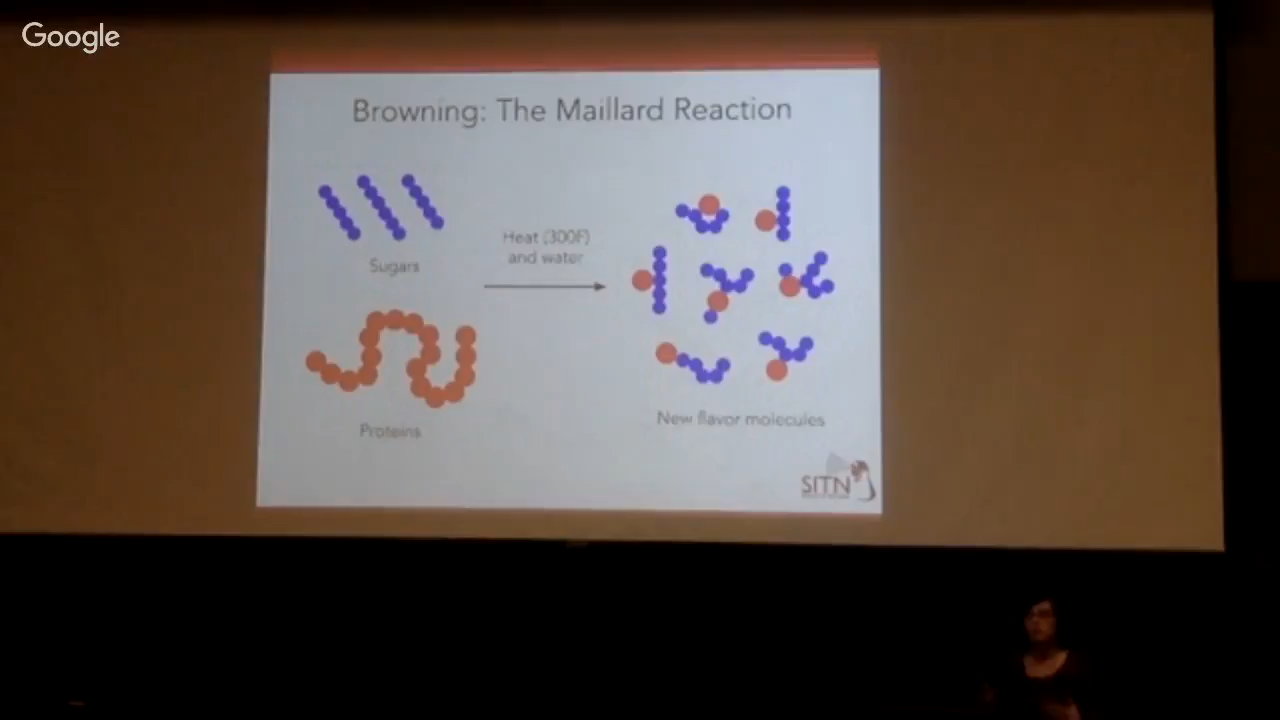 Google
Browning: The Maillard Reaction
Heat (300F)
and water
Sugars
Proteins
New flavor molecules
SITN